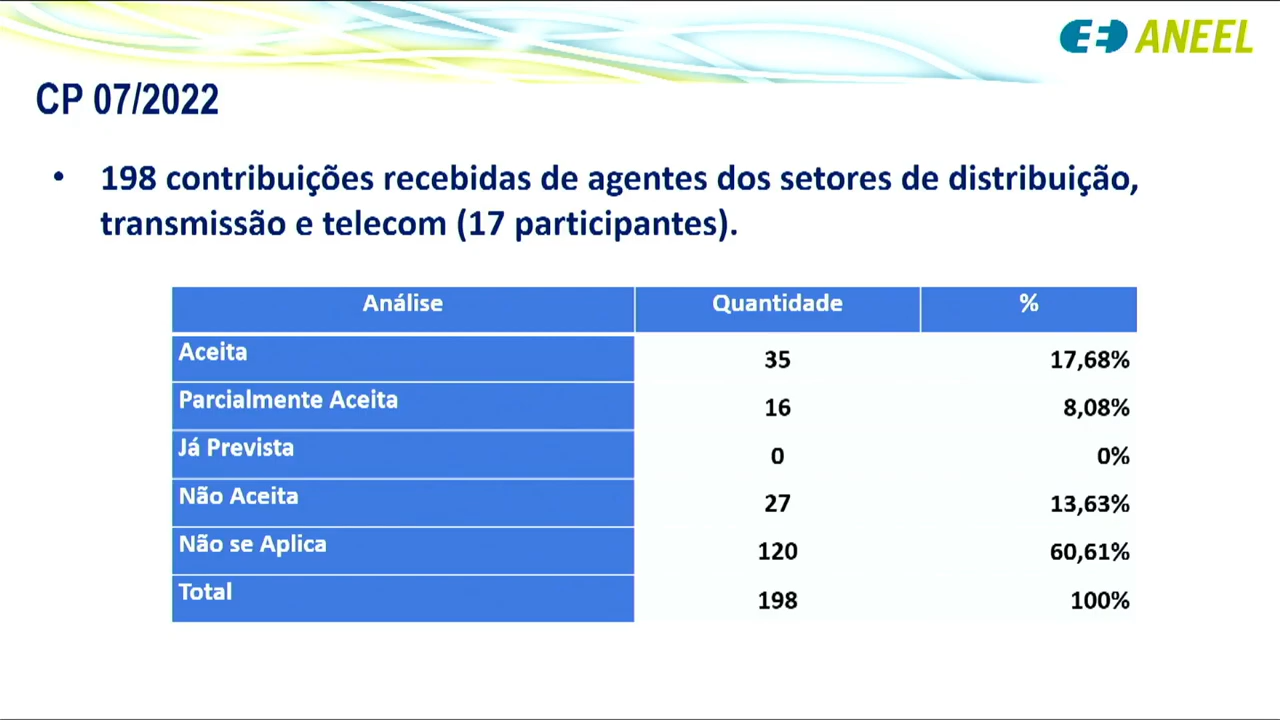 ANEEL
CP 07/2022
• 198 contribuições recebidas de agentes dos setores de distribuição,
transmissão e telecom (17 participantes).
Análise Quantidade %
Aceita 35 17,68%
Parcialmente Aceita 16 8,08%
Já Prevista 0 0%
Não Aceita 27 13,63%
Não se Aplica 120 60,61%
Total 198 100%